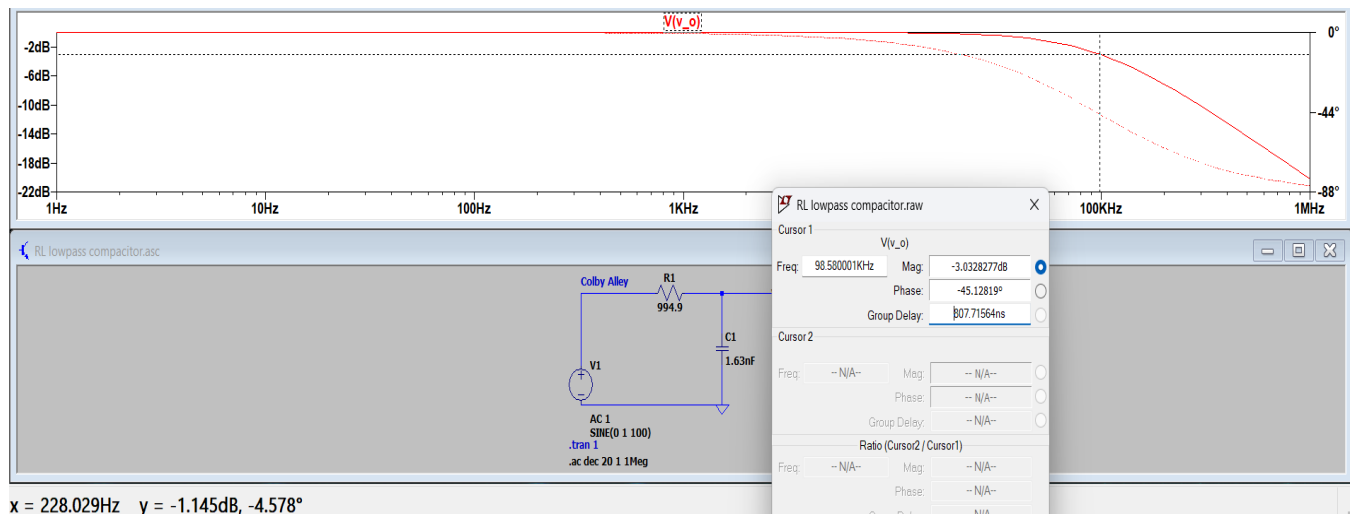 V(v_o)
-2dB
-6dB
-10dB
-14dB
-18dB
-22dB
0°
-44°
-88°
1Hz 10Hz 100Hz 1KHz 100KHz 1MHz
RL lowpass compacitor.asc
Colby Alley
R1
994.9
C1
1.63nF
V1
AC 1
SINE(0 1 100)
.tran 1
.ac dec 20 1 1Meg
RL lowpass compacitor.raw
Cursor 1
V(v_o)
Freq: 98.580001KHz Mag: -3.0328277dB
Phase: -45.12819°
Group Delay: 807.71564ns
Cursor 2
Freq: -- N/A-- Mag: -- N/A--
Phase: -- N/A--
Group Delay: -- N/A--
Ratio (Cursor2 / Cursor1)
Freq: -- N/A-- Mag: -- N/A--
Phase: -- N/A--
x = 228.029Hz y = -1.145dB, -4.578°